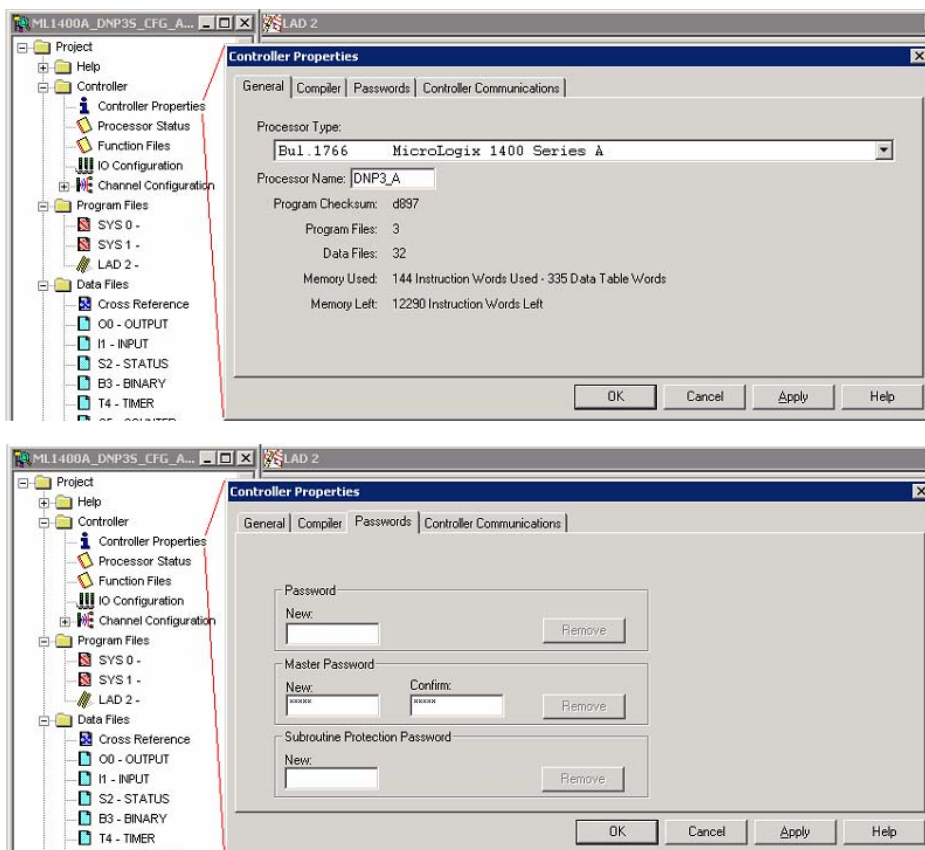 ML1400A_DNP3S_CFG_A...
LAD 2
Project
Help
Controller
Controller Properties
Processor Status
Function Files
IO Configuration
Channel Configuration
Program Files
SYS 0 -
SYS 1 -
LAD 2 -
Data Files
Cross Reference
O0 - OUTPUT
I1 - INPUT
S2 - STATUS
B3 - BINARY
T4 - TIMER
C5 - COUNTER
Controller Properties
General Compiler Passwords Controller Communications
Processor Type:
Bul.1766 MicroLogix 1400 Series A
Processor Name: DNP3_A
Program Checksum: d897
Program Files: 3
Data Files: 32
Memory Used: 144 Instruction Words Used - 335 Data Table Words
Memory Left: 12290 Instruction Words Left
OK Cancel Apply Help
ML1400A_DNP3S_CFG_A...
LAD 2
Project
Help
Controller
Controller Properties
Processor Status
Function Files
IO Configuration
Channel Configuration
Program Files
SYS 0 -
SYS 1 -
LAD 2 -
Data Files
Cross Reference
O0 - OUTPUT
I1 - INPUT
S2 - STATUS
B3 - BINARY
T4 - TIMER
Controller Properties
General Compiler Passwords Controller Communications
Password
New:
Remove
Master Password
New: Confirm:
***** *****
Remove
Subroutine Protection Password
New:
Remove
OK Cancel Apply Help